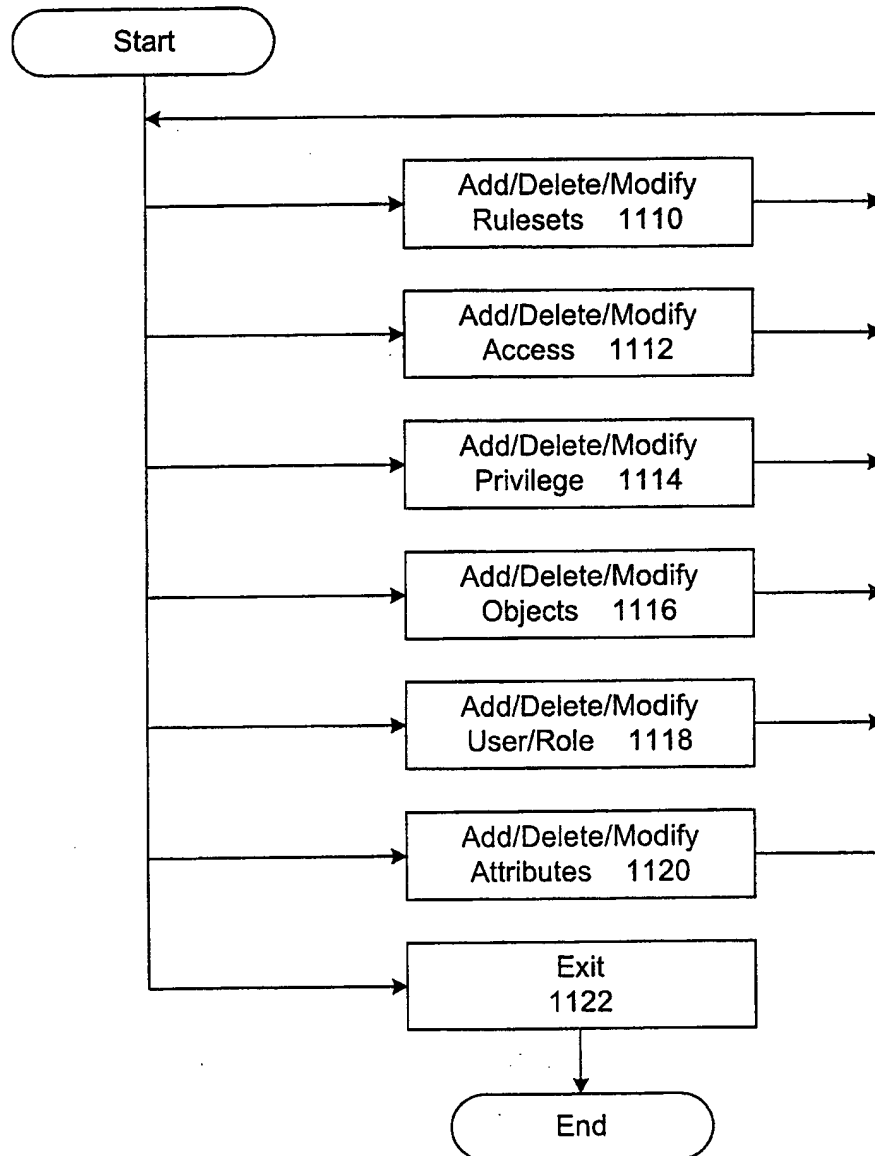 Start
Add/Delete/Modify
Rulesets 1110
Add/Delete/Modify
Access 1112
Add/Delete/Modify
Privilege 1114
Add/Delete/Modify
Objects 1116
Add/Delete/Modify
User/Role 1118
Add/Delete/Modify
Attributes 1120
Exit
1122
End